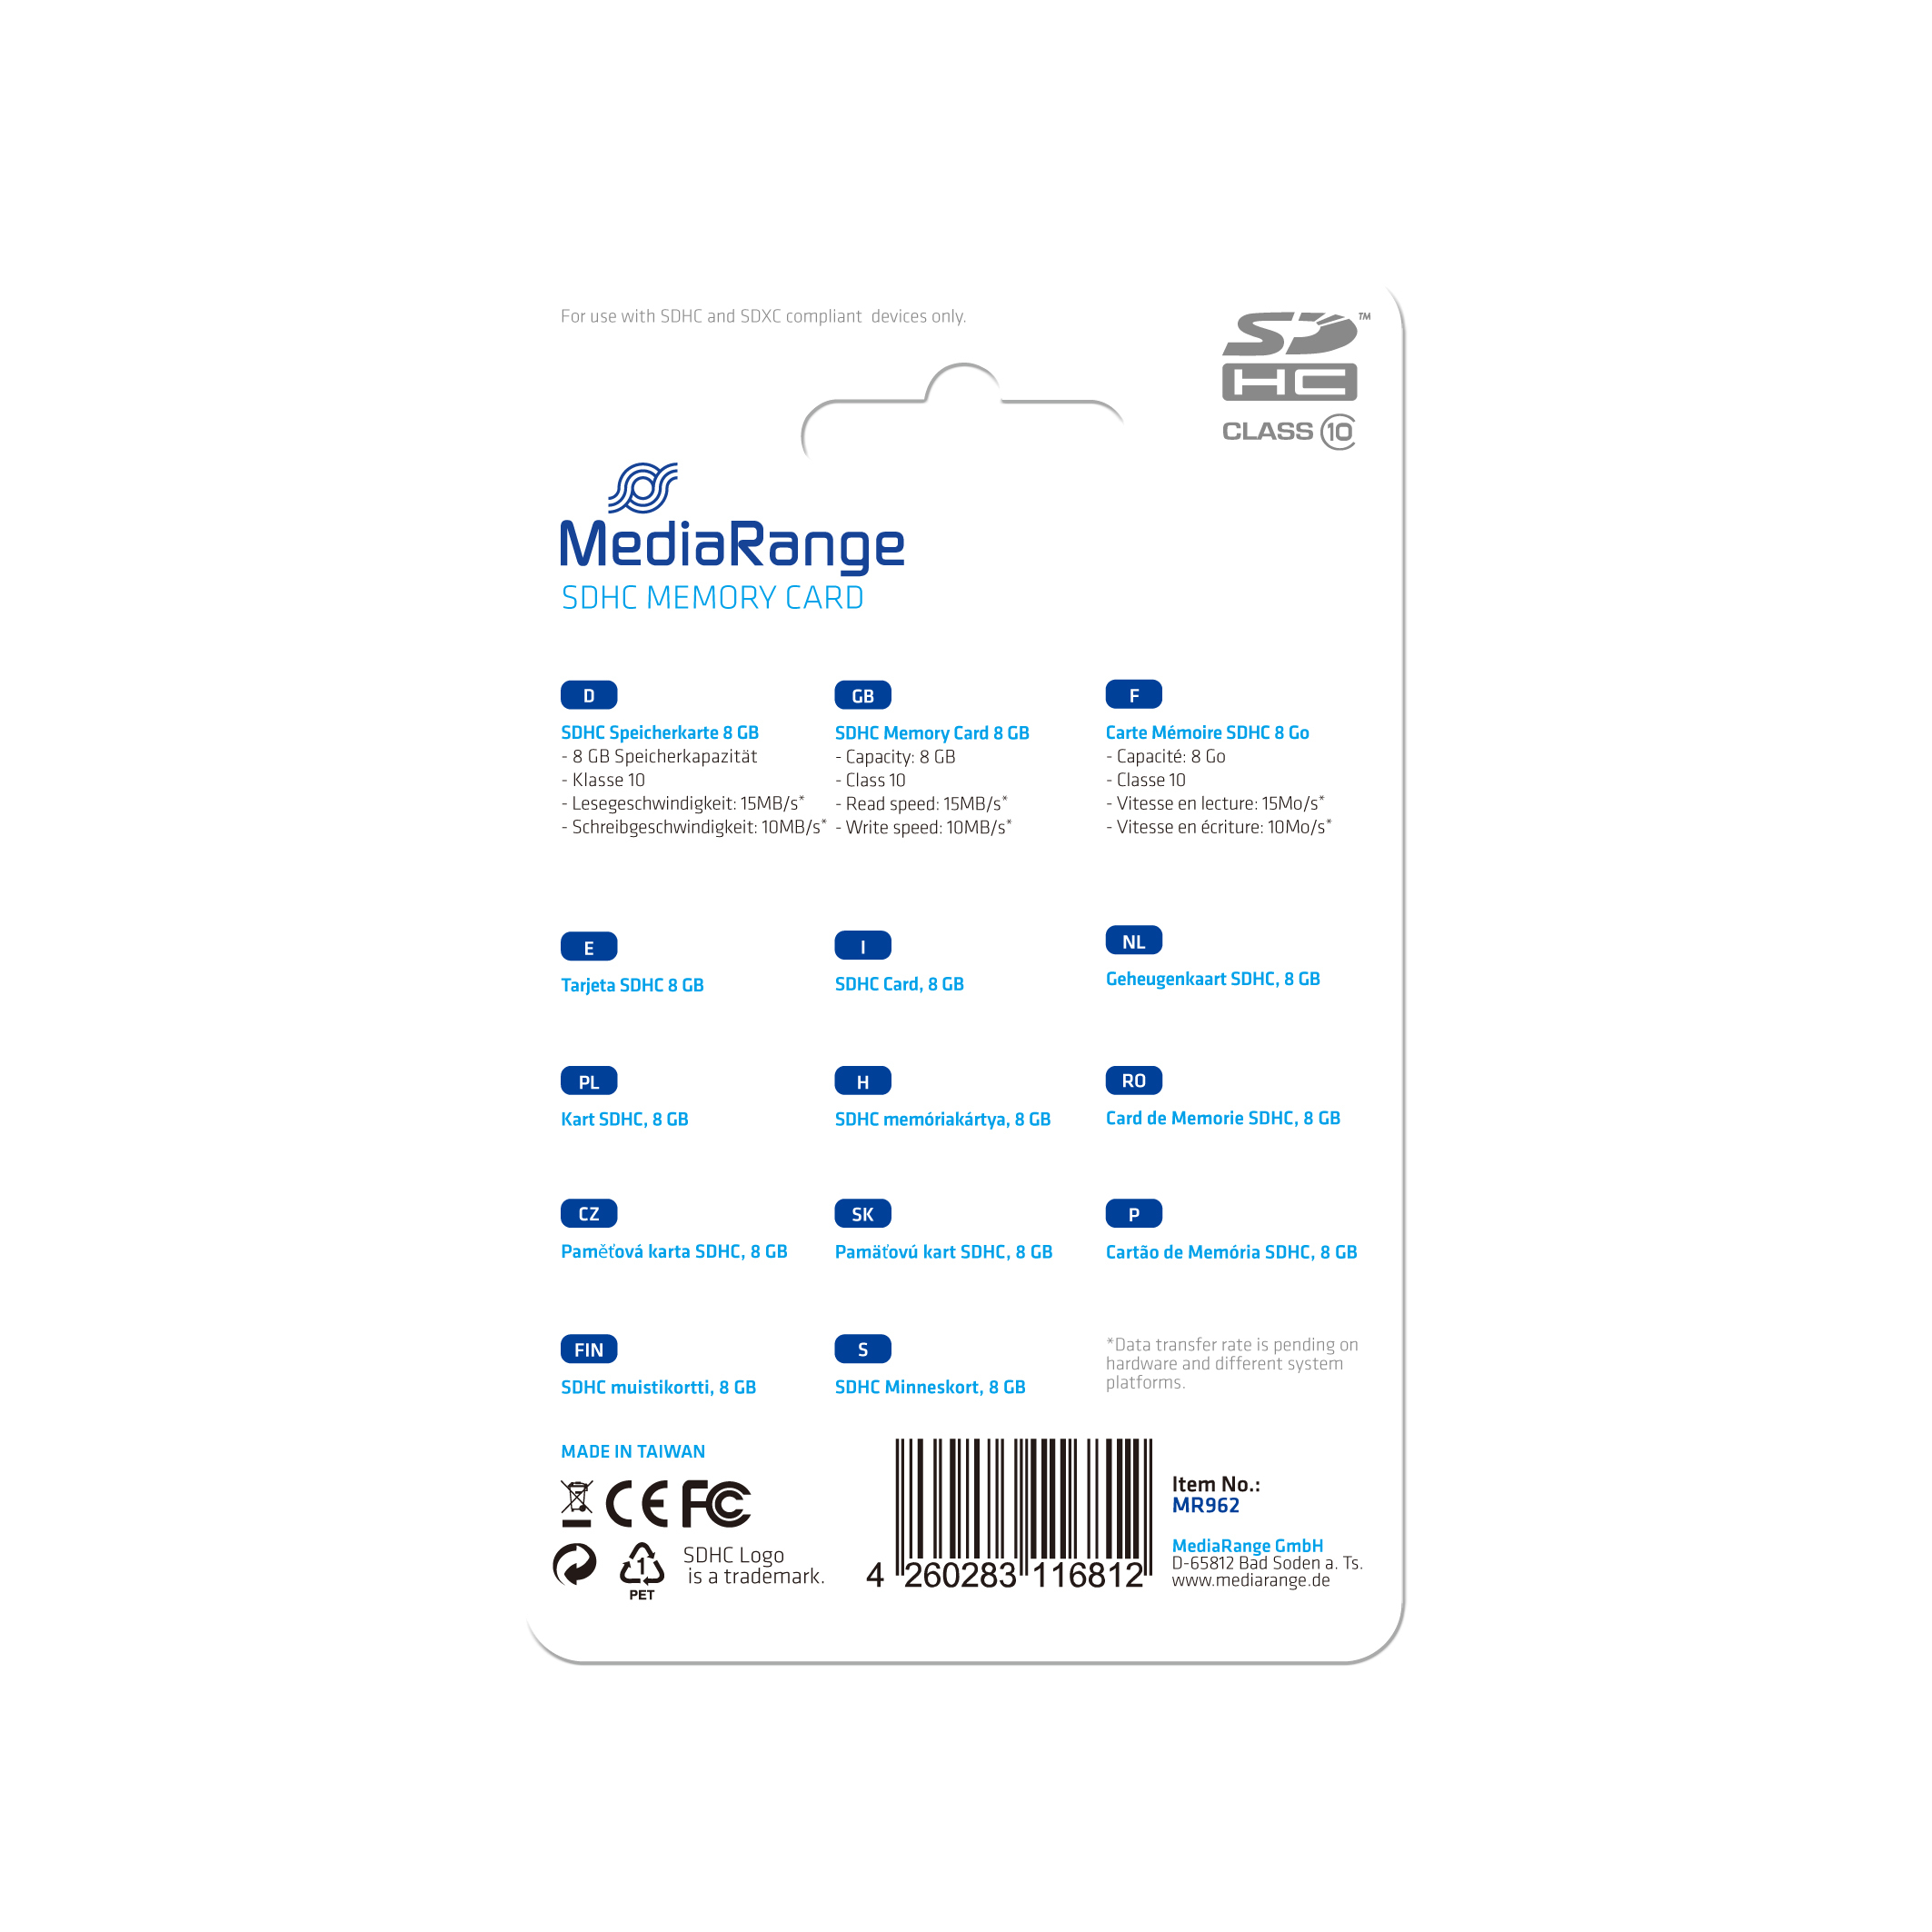 For use with SDHC and SDXC compliant devices only.
SD™
HC
CLASS 10
MediaRange
SDHC MEMORY CARD
D
SDHC Speicherkarte 8 GB
- 8 GB Speicherkapazität
- Klasse 10
- Lesegeschwindigkeit: 15MB/s*
- Schreibgeschwindigkeit: 10MB/s*
GB
SDHC Memory Card 8 GB
- Capacity: 8 GB
- Class 10
- Read speed: 15MB/s*
- Write speed: 10MB/s*
F
Carte Mémoire SDHC 8 Go
- Capacité: 8 Go
- Classe 10
- Vitesse en lecture: 15Mo/s*
- Vitesse en écriture: 10Mo/s*
E
Tarjeta SDHC 8 GB
I
SDHC Card, 8 GB
NL
Geheugenkaart SDHC, 8 GB
PL
Kart SDHC, 8 GB
H
SDHC memóriakártya, 8 GB
RO
Card de Memorie SDHC, 8 GB
CZ
Paměťová karta SDHC, 8 GB
SK
Pamäťovú kart SDHC, 8 GB
P
Cartão de Memória SDHC, 8 GB
FIN
SDHC muistikortti, 8 GB
S
SDHC Minneskort, 8 GB
*Data transfer rate is pending on
hardware and different system
platforms.
MADE IN TAIWAN
CE FC
1
PET
SDHC Logo
is a trademark.
4 260283 116812
Item No.:
MR962
MediaRange GmbH
D-65812 Bad Soden a. Ts.
www.mediarange.de